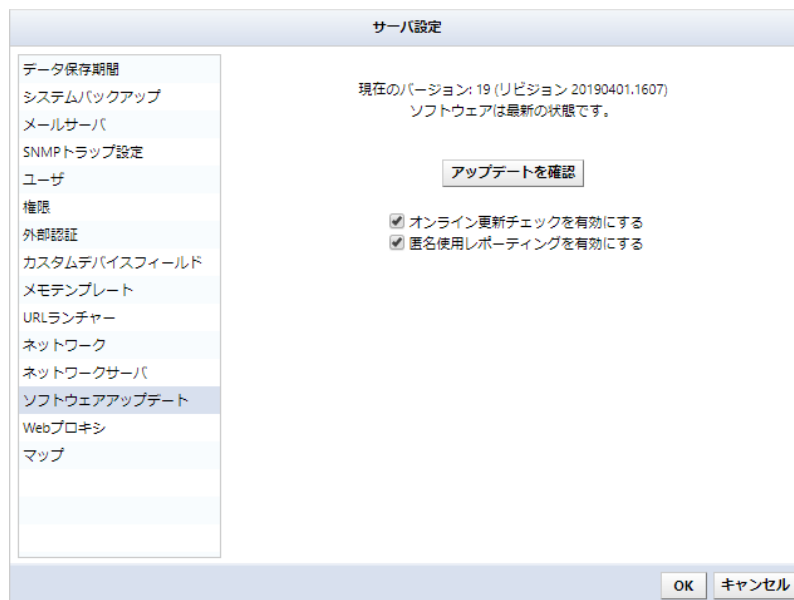 サーバ設定
データ保存期間
システムバックアップ
メールサーバ
SNMPトラップ設定
ユーザ
権限
外部認証
カスタムデバイスフィールド
メモテンプレート
URLランチャー
ネットワーク
ネットワークサーバ
ソフトウェアアップデート
Webプロキシ
マップ
現在のバージョン: 19 (リビジョン 20190401.1607)
ソフトウェアは最新の状態です。
アップデートを確認
オンライン更新チェックを有効にする
匿名使用レポーティングを有効にする
OK
キャンセル